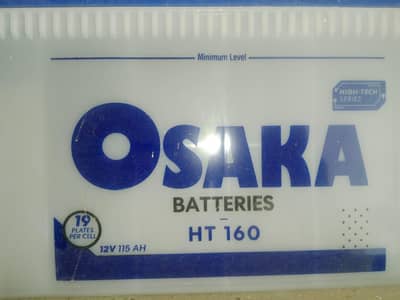 Minimum Level
HIGH-TECH
SERIES
OSAKA
BATTERIES
HT 160
19
PLATES
PER CELL
12V 115 AH